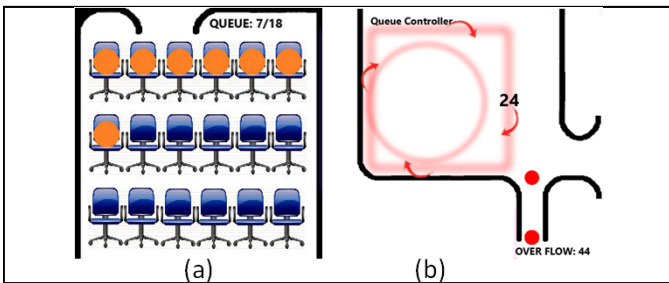 QUEUE: 7/18
(a)
Queue Controller
24
OVER FLOW: 44
(b)